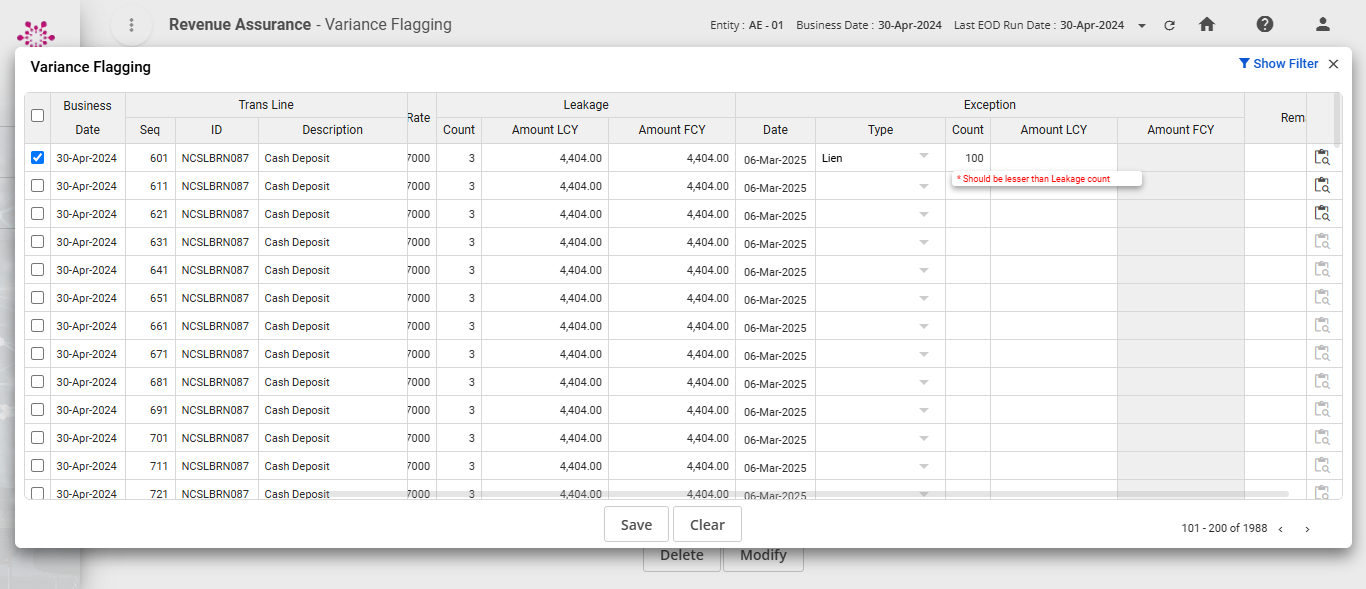 Revenue Assurance - Variance Flagging
Entity : AE - 01 Business Date : 30-Apr-2024 Last EOD Run Date : 30-Apr-2024
Variance Flagging
Show Filter
Business Date Trans Line Rate Leakage Exception Rem
Seq ID Description Count Amount LCY Amount FCY Date Type Count Amount LCY Amount FCY
30-Apr-2024 601 NCSLBRN087 Cash Deposit 7000 3 4,404.00 4,404.00 06-Mar-2025 Lien 100
* Should be lesser than Leakage count
30-Apr-2024 611 NCSLBRN087 Cash Deposit 7000 3 4,404.00 4,404.00 06-Mar-2025
30-Apr-2024 621 NCSLBRN087 Cash Deposit 7000 3 4,404.00 4,404.00 06-Mar-2025
30-Apr-2024 631 NCSLBRN087 Cash Deposit 7000 3 4,404.00 4,404.00 06-Mar-2025
30-Apr-2024 641 NCSLBRN087 Cash Deposit 7000 3 4,404.00 4,404.00 06-Mar-2025
30-Apr-2024 651 NCSLBRN087 Cash Deposit 7000 3 4,404.00 4,404.00 06-Mar-2025
30-Apr-2024 661 NCSLBRN087 Cash Deposit 7000 3 4,404.00 4,404.00 06-Mar-2025
30-Apr-2024 671 NCSLBRN087 Cash Deposit 7000 3 4,404.00 4,404.00 06-Mar-2025
30-Apr-2024 681 NCSLBRN087 Cash Deposit 7000 3 4,404.00 4,404.00 06-Mar-2025
30-Apr-2024 691 NCSLBRN087 Cash Deposit 7000 3 4,404.00 4,404.00 06-Mar-2025
30-Apr-2024 701 NCSLBRN087 Cash Deposit 7000 3 4,404.00 4,404.00 06-Mar-2025
30-Apr-2024 711 NCSLBRN087 Cash Deposit 7000 3 4,404.00 4,404.00 06-Mar-2025
30-Apr-2024 721 NCSLBRN087 Cash Deposit 7000 3 4,404.00 4,404.00 06-Mar-2025
Save Clear
101 - 200 of 1988
Delete Modify